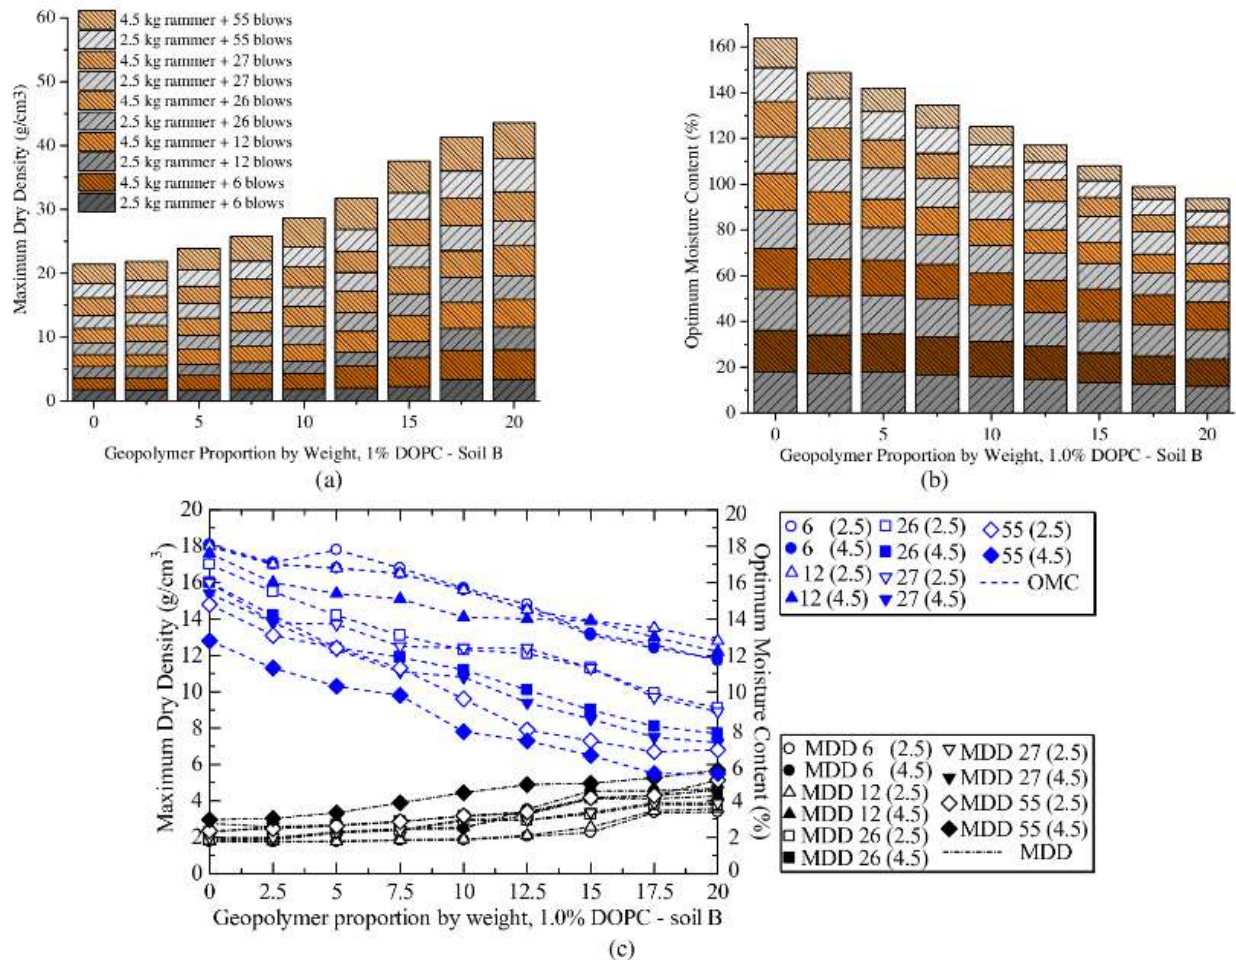 60
50
40
30
20
10
0
Maximum Dry Density (g/cm3)
4.5 kg rammer + 55 blows
2.5 kg rammer + 55 blows
4.5 kg rammer + 27 blows
2.5 kg rammer + 27 blows
4.5 kg rammer + 26 blows
2.5 kg rammer + 26 blows
4.5 kg rammer + 12 blows
2.5 kg rammer + 12 blows
4.5 kg rammer + 6 blows
2.5 kg rammer + 6 blows
0 5 10 15 20
Geopolymer Proportion by Weight, 1% DOPC - Soil B
(a)
160
140
120
100
80
60
40
20
0
Optimum Moisture Content (%)
0 5 10 15 20
Geopolymer Proportion by Weight, 1.0% DOPC - Soil B
(b)
20
18
16
14
12
10
8
6
4
2
0
Maximum Dry Density (g/cm3)
20
18
16
14
12
10
8
6
4
2
0
Optimum Moisture Content (%)
0 2.5 5 7.5 10 12.5 15 17.5 20
Geopolymer proportion by weight, 1.0% DOPC - soil B
(c)
6 (2.5) 26 (2.5) 55 (2.5)
6 (4.5) 26 (4.5) 55 (4.5)
12 (2.5) 27 (2.5) OMC
12 (4.5) 27 (4.5)
MDD 6 (2.5) MDD 27 (2.5)
MDD 6 (4.5) MDD 27 (4.5)
MDD 12 (2.5) MDD 55 (2.5)
MDD 12 (4.5) MDD 55 (4.5)
MDD 26 (2.5) MDD
MDD 26 (4.5)